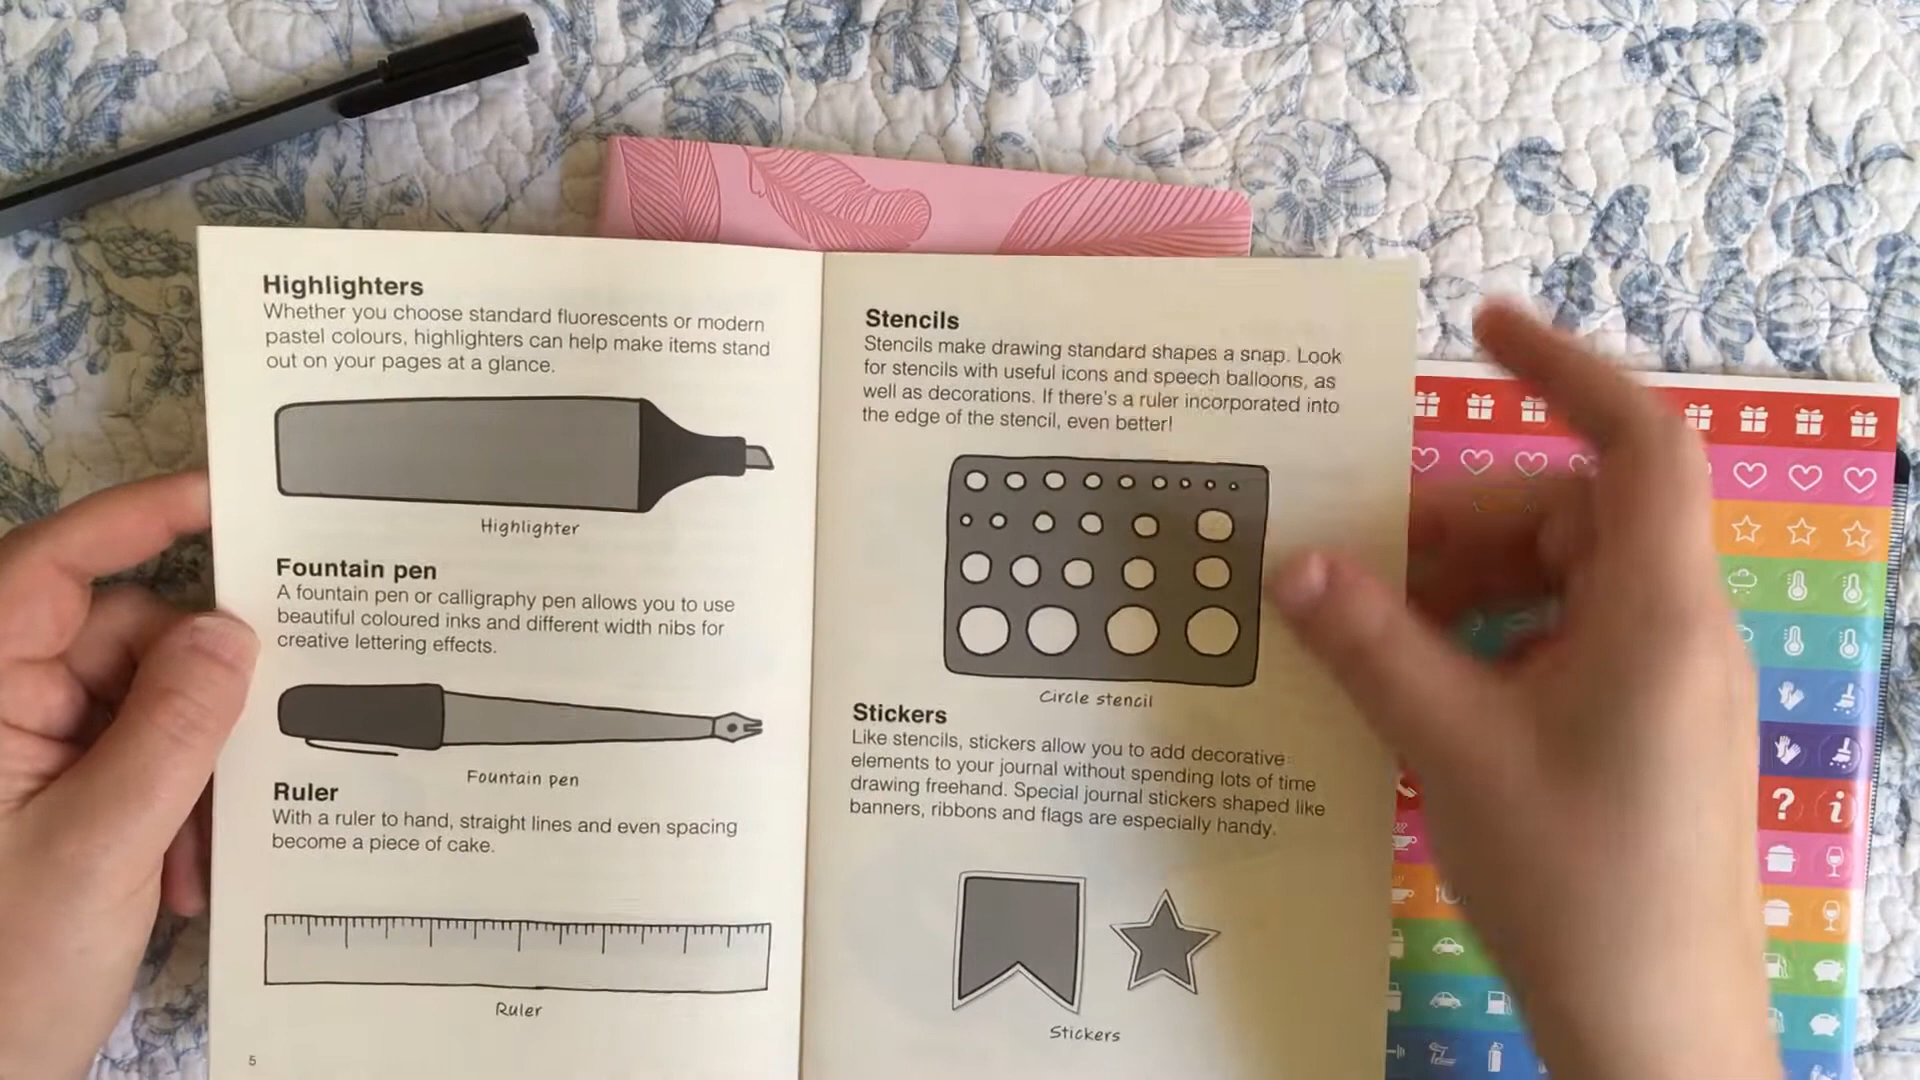 Highlighters
Whether you choose standard fluorescents or modern
pastel colours, highlighters can help make items stand
out on your pages at a glance.
Highlighter
Fountain pen
A fountain pen or calligraphy pen allows you to use
beautiful coloured inks and different width nibs for
creative lettering effects.
Fountain pen
Ruler
With a ruler to hand, straight lines and even spacing
become a piece of cake.
Ruler
5
Stencils
Stencils make drawing standard shapes a snap. Look
for stencils with useful icons and speech balloons, as
well as decorations. If there's a ruler incorporated into
the edge of the stencil, even better!
Circle stencil
Stickers
Like stencils, stickers allow you to add decorative
elements to your journal without spending lots of time
drawing freehand. Special journal stickers shaped like
banners, ribbons and flags are especially handy.
Stickers
? i